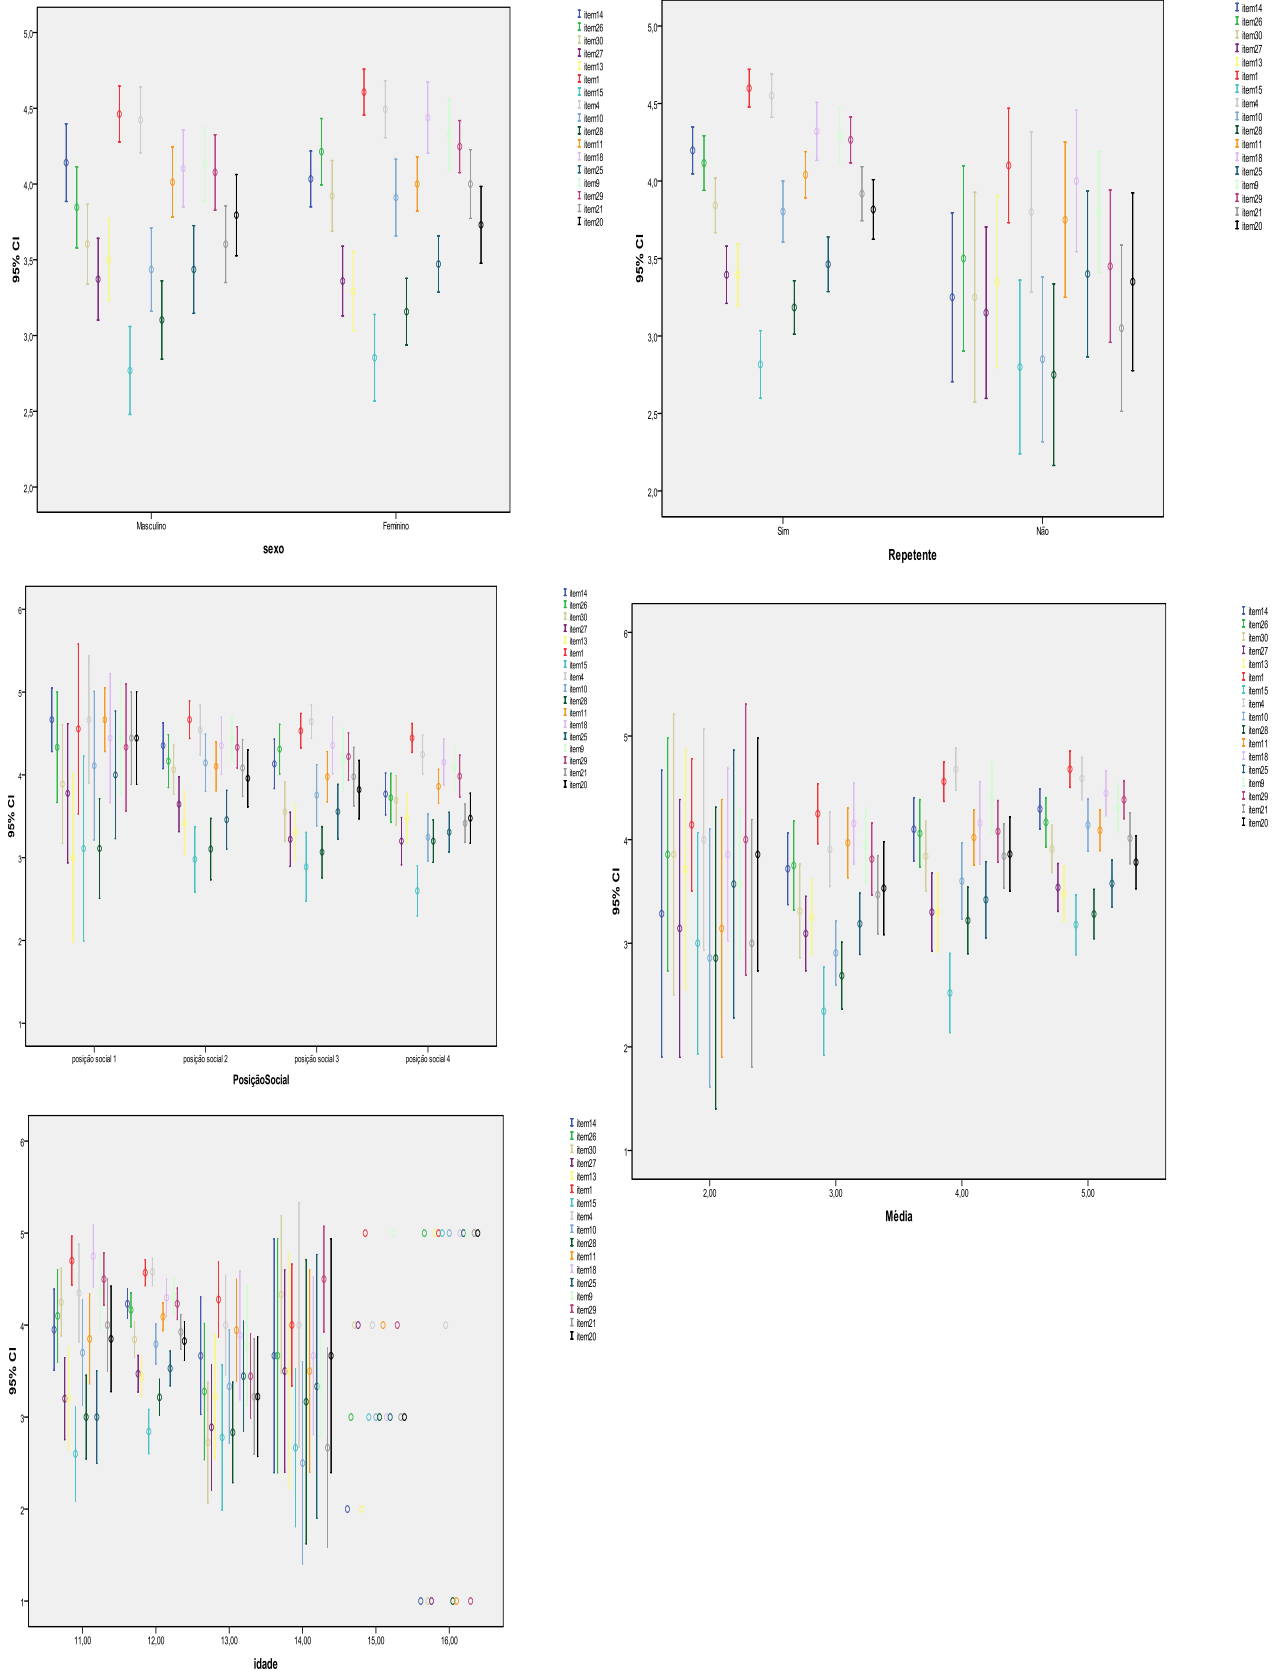 5,0
4,5
4,0
3,5
3,0
2,5
2,0
95% CI
Masculino
Feminino
sexo
item14
item26
item30
item27
item13
item1
item15
item4
item10
item28
item11
item18
item25
item9
item29
item21
item20
5,0
4,5
4,0
3,5
3,0
2,5
2,0
95% CI
Sim
Não
Repetente
item14
item26
item30
item27
item13
item1
item15
item4
item10
item28
item11
item18
item25
item9
item29
item21
item20
6
5
4
3
2
1
95% CI
posição social 1
posição social 2
posição social 3
posição social 4
PosiçãoSocial
item14
item26
item30
item27
item13
item1
item15
item4
item10
item28
item11
item18
item25
item9
item29
item21
item20
6
5
4
3
2
1
95% CI
2,00
3,00
4,00
5,00
Média
item14
item26
item30
item27
item13
item1
item15
item4
item10
item28
item11
item18
item25
item9
item29
item21
item20
6
5
4
3
2
1
95% CI
11,00
12,00
13,00
14,00
15,00
16,00
idade
item14
item26
item30
item27
item13
item1
item15
item4
item10
item28
item11
item18
item25
item9
item29
item21
item20